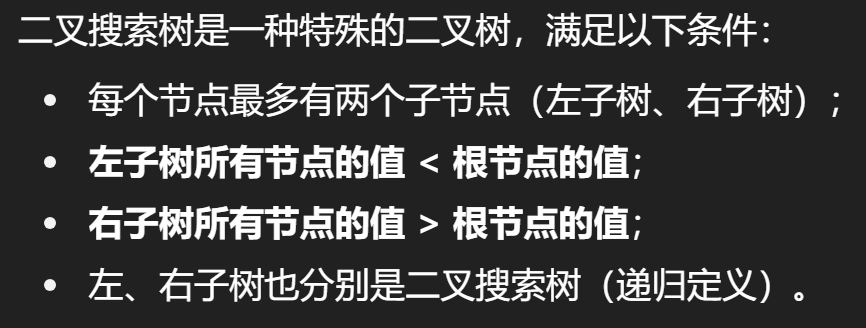 二叉搜索树是一种特殊的二叉树，满足以下条件：
• 每个节点最多有两个子节点（左子树、右子树）；
• 左子树所有节点的值 < 根节点的值；
• 右子树所有节点的值 > 根节点的值；
• 左、右子树也分别是二叉搜索树（递归定义）。